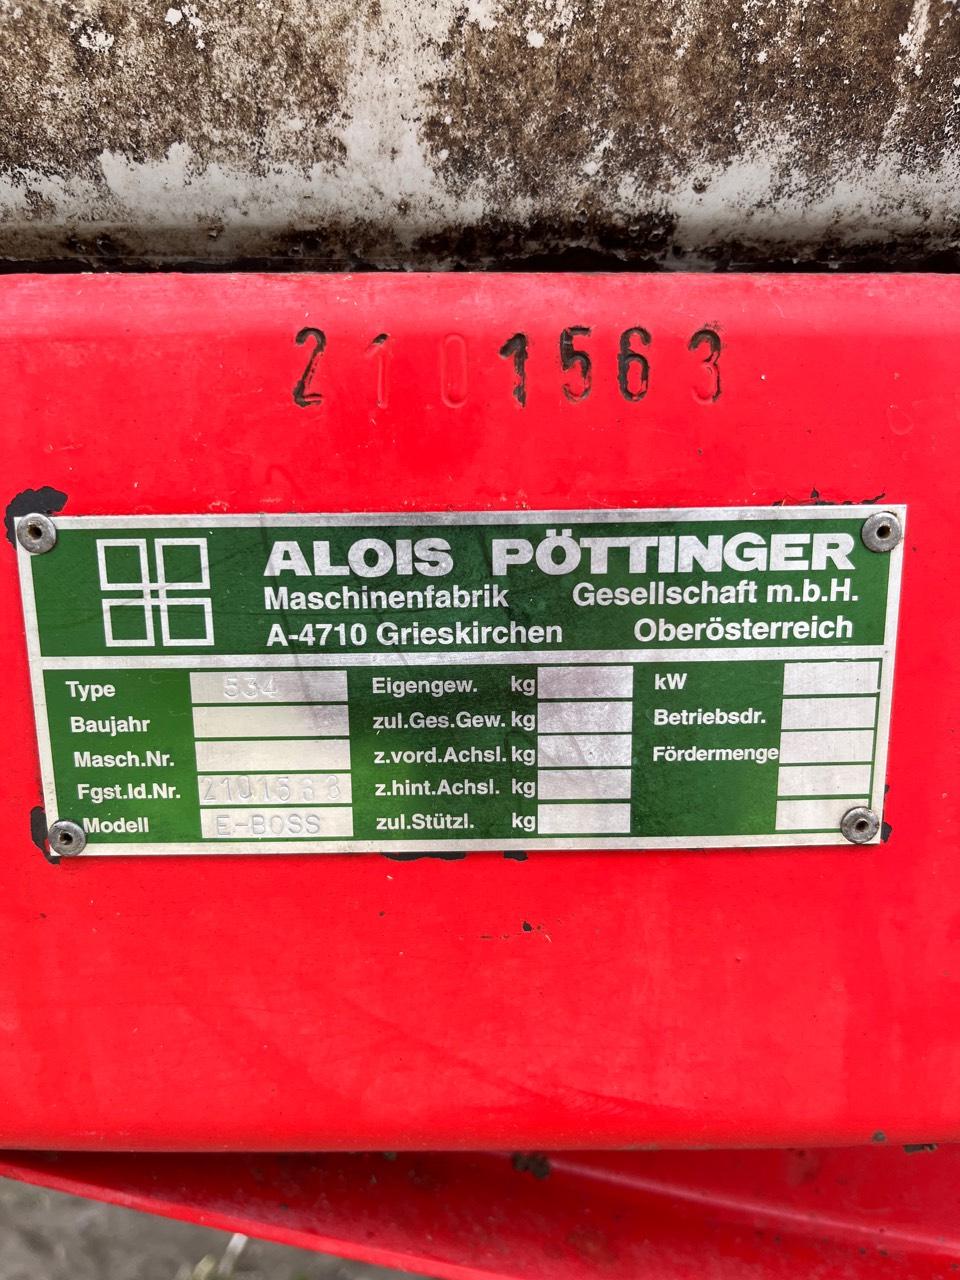 2101563
ALOIS PÖTTINGER
Maschinenfabrik Gesellschaft m.b.H.
A-4710 Grieskirchen Oberösterreich
Type 534 Eigengew. kg kW
Baujahr zul.Ges.Gew. kg Betriebsdr.
Masch.Nr. z.vord.Achsl. kg Fördermenge
Fgst.Id.Nr. 2101563 z.hint.Achsl. kg
Modell E-BOSS zul.Stützl. kg